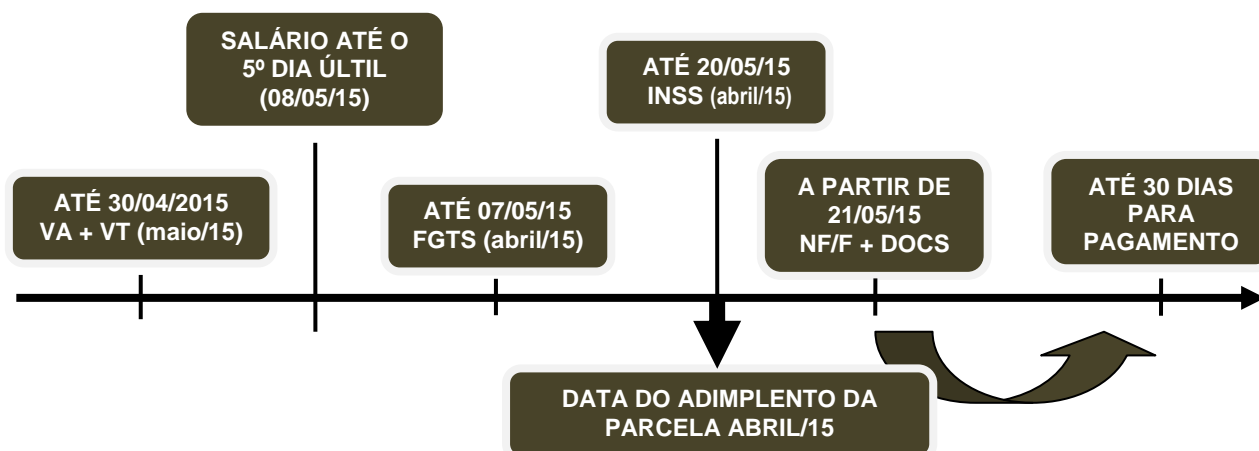 SALÁRIO ATÉ O
5º DIA ÚLTIL
(08/05/15)
ATÉ 20/05/15
INSS (abril/15)
ATÉ 30/04/2015
VA + VT (maio/15)
ATÉ 07/05/15
FGTS (abril/15)
A PARTIR DE
21/05/15
NF/F + DOCS
ATÉ 30 DIAS
PARA
PAGAMENTO
DATA DO ADIMPLENTO DA
PARCELA ABRIL/15